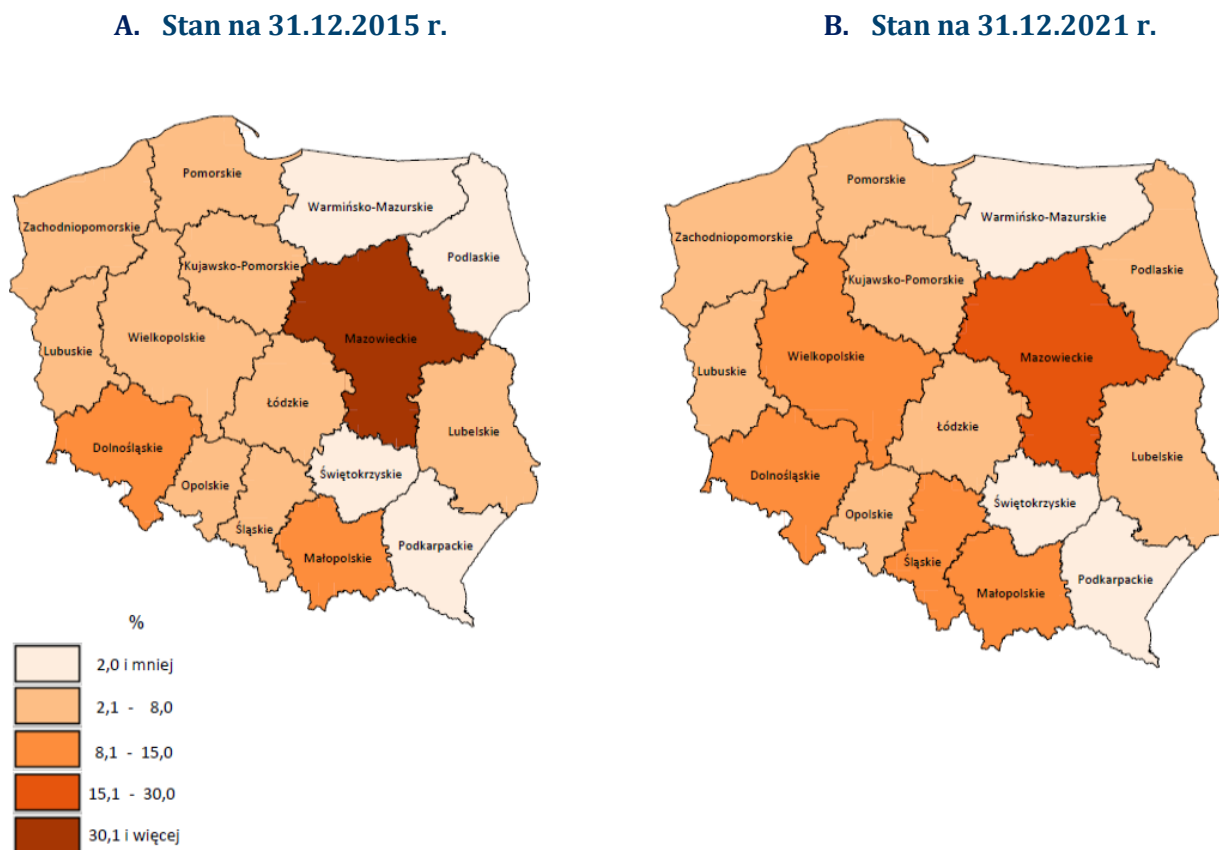 A. Stan na 31.12.2015 r.
B. Stan na 31.12.2021 r.
Pomorskie
Warmińsko-Mazurskie
Zachodniopomorskie
Podlaskie
Kujawsko-Pomorskie
Wielkopolskie
Mazowieckie
Lubuskie
Łódzkie
Lubelskie
Dolnośląskie
Świętokrzyskie
Opolskie
Śląskie
Podkarpackie
Małopolskie
Pomorskie
Warmińsko-Mazurskie
Zachodniopomorskie
Podlaskie
Kujawsko-Pomorskie
Wielkopolskie
Mazowieckie
Lubuskie
Łódzkie
Lubelskie
Dolnośląskie
Świętokrzyskie
Opolskie
Śląskie
Podkarpackie
Małopolskie
%
2,0 i mniej
2,1 - 8,0
8,1 - 15,0
15,1 - 30,0
30,1 i więcej